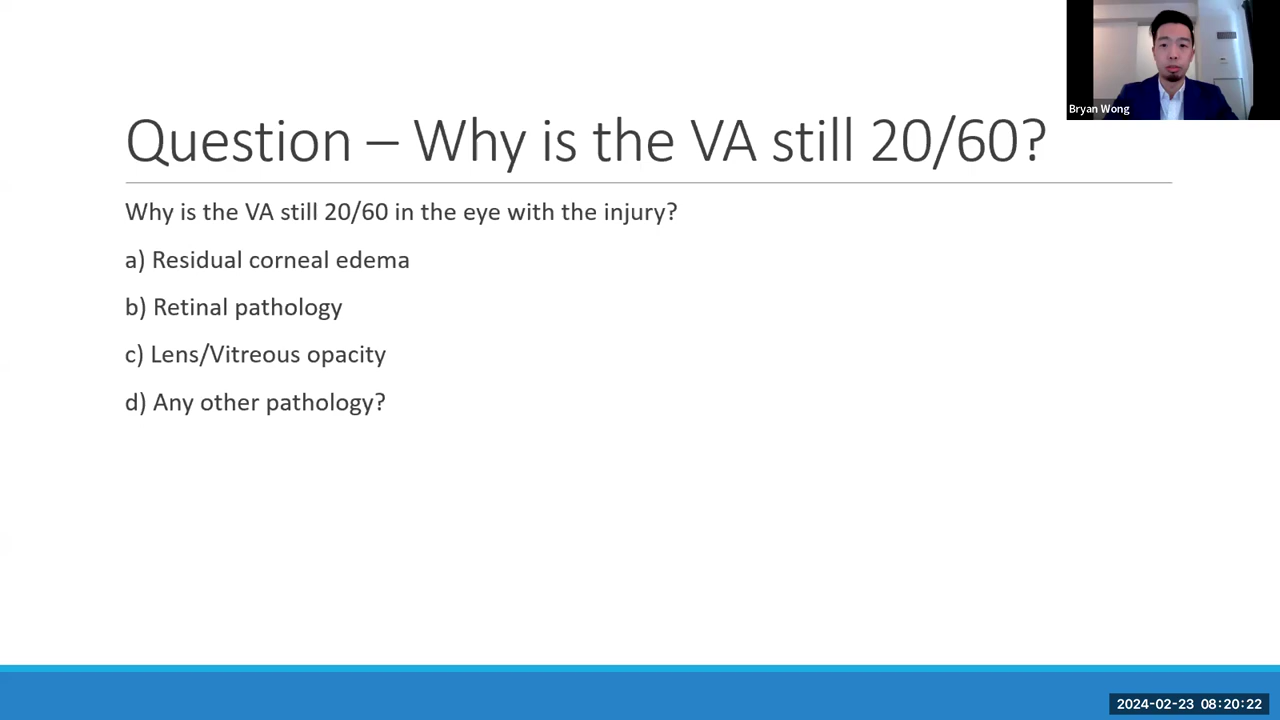 Bryan Wong
Question – Why is the VA still 20/60?
Why is the VA still 20/60 in the eye with the injury?
a) Residual corneal edema
b) Retinal pathology
c) Lens/Vitreous opacity
d) Any other pathology?
2024-02-23 08:20:22